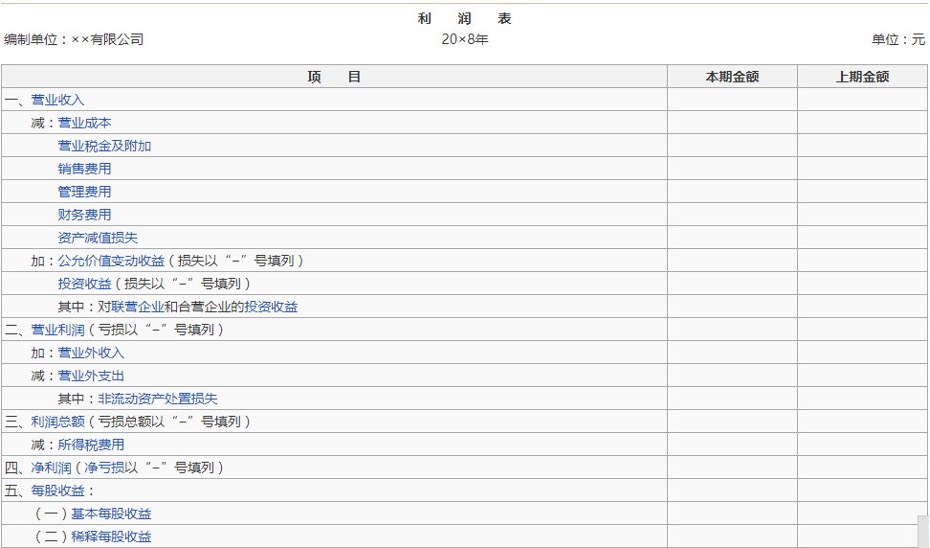 利 润 表
编制单位：××有限公司 20×8年 单位：元
项 目 本期金额 上期金额
一、营业收入
减：营业成本
营业税金及附加
销售费用
管理费用
财务费用
资产减值损失
加：公允价值变动收益（损失以“－”号填列）
投资收益（损失以“－”号填列）
其中：对联营企业和合营企业的投资收益
二、营业利润（亏损以“－”号填列）
加：营业外收入
减：营业外支出
其中：非流动资产处置损失
三、利润总额（亏损总额以“－”号填列）
减：所得税费用
四、净利润（净亏损以“－”号填列）
五、每股收益：
（一）基本每股收益
（二）稀释每股收益